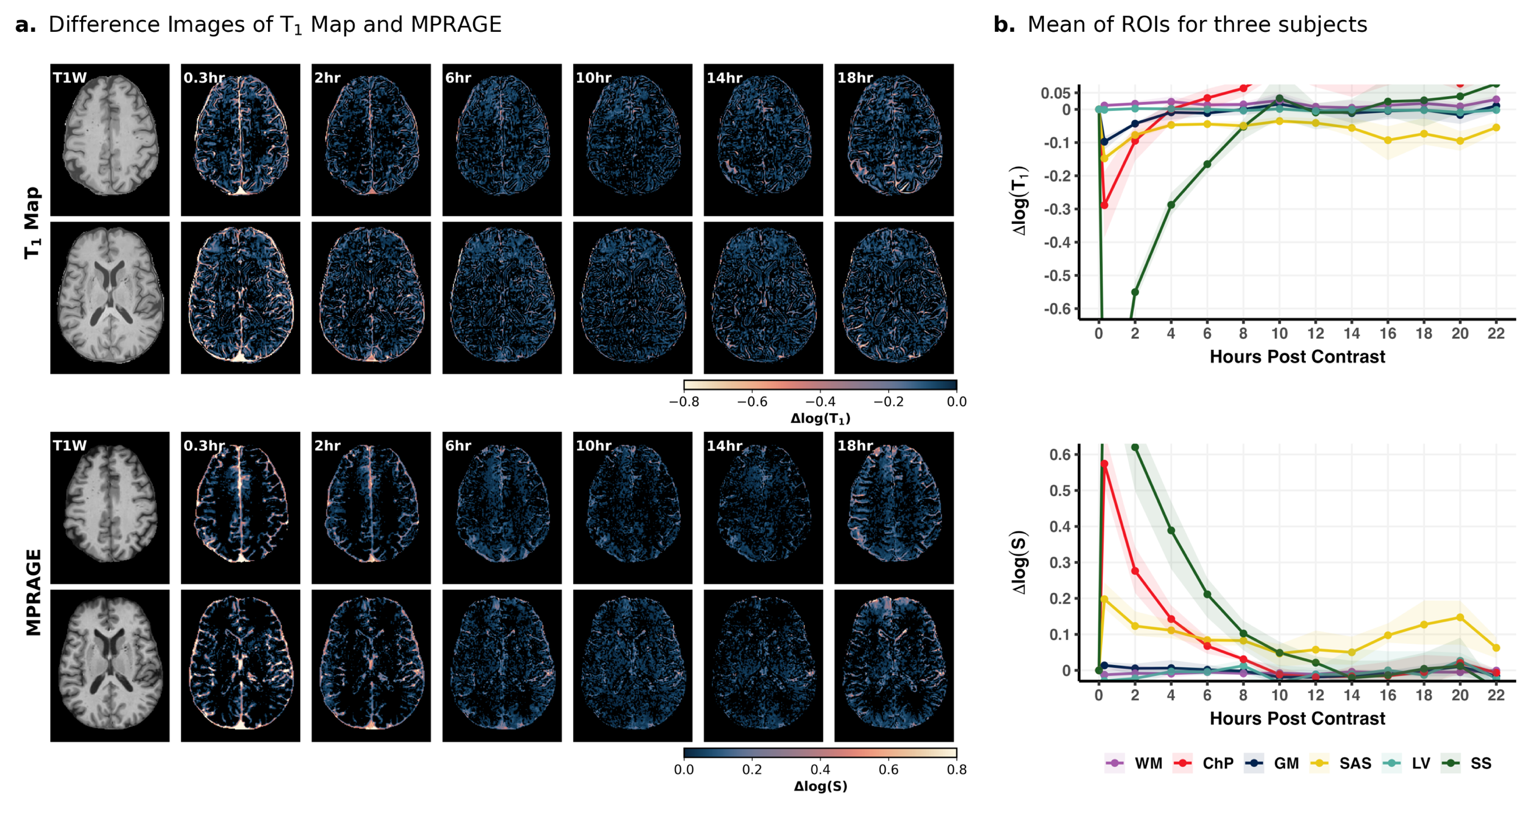 a. Difference Images of T1 Map and MPRAGE
T1W 0.3hr 2hr 6hr 10hr 14hr 18hr
T1 Map
−0.8 −0.6 −0.4 −0.2 0.0
Δlog(T1)
T1W 0.3hr 2hr 6hr 10hr 14hr 18hr
MPRAGE
0.0 0.2 0.4 0.6 0.8
Δlog(S)
b. Mean of ROIs for three subjects
Δlog(T1)
0.05
0
-0.1
-0.2
-0.3
-0.4
-0.5
-0.6
0 2 4 6 8 10 12 14 16 18 20 22
Hours Post Contrast
Δlog(S)
0.6
0.5
0.4
0.3
0.2
0.1
0
0 2 4 6 8 10 12 14 16 18 20 22
Hours Post Contrast
WM ChP GM SAS LV SS